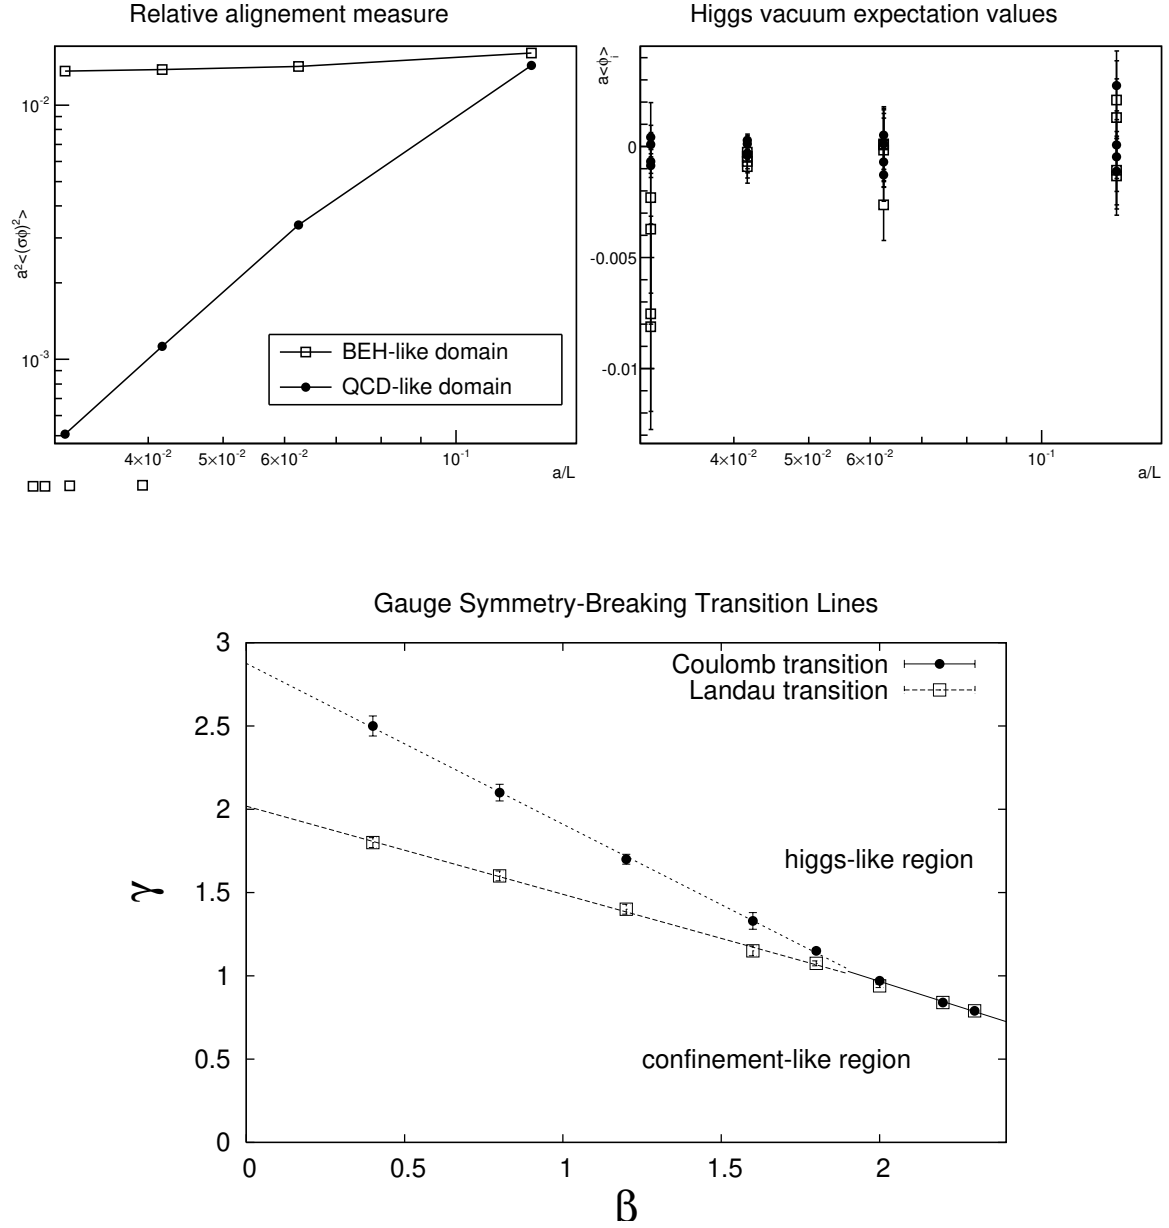 Relative alignement measure
a²<(σϕ)²>
10⁻²
10⁻³
BEH-like domain
QCD-like domain
4×10⁻²
5×10⁻²
6×10⁻²
10⁻¹
a/L
Higgs vacuum expectation values
a<ϕᵢ>
0
-0.005
-0.01
4×10⁻²
5×10⁻²
6×10⁻²
10⁻¹
a/L
Gauge Symmetry-Breaking Transition Lines
Coulomb transition
Landau transition
higgs-like region
confinement-like region
γ
3
2.5
2
1.5
1
0.5
0
0
0.5
1
1.5
2
β